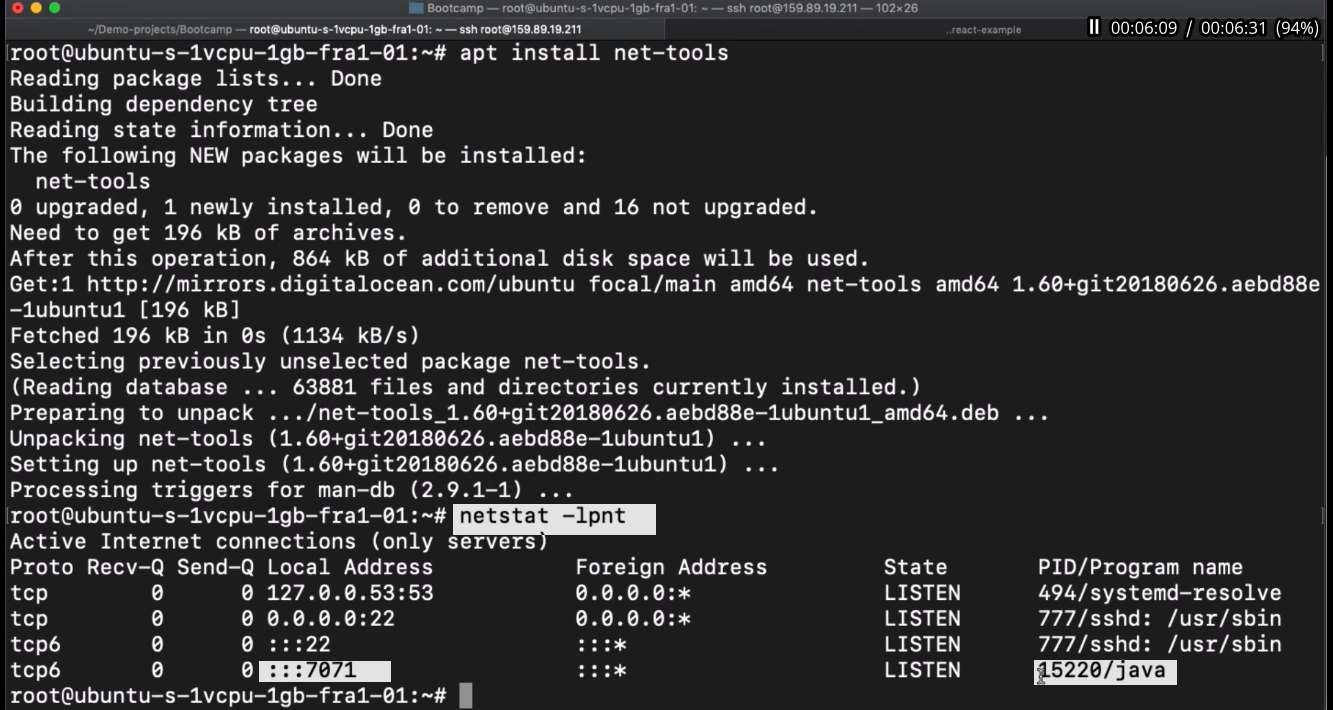 Bootcamp — root@ubuntu-s-1vcpu-1gb-fra1-01: ~ — ssh root@159.89.19.211 — 102×26
~/Demo-projects/Bootcamp — root@ubuntu-s-1vcpu-1gb-fra1-01: ~ — ssh root@159.89.19.211
..react-example
00:06:09 / 00:06:31 (94%)
root@ubuntu-s-1vcpu-1gb-fra1-01:~# apt install net-tools
Reading package lists... Done
Building dependency tree
Reading state information... Done
The following NEW packages will be installed:
  net-tools
0 upgraded, 1 newly installed, 0 to remove and 16 not upgraded.
Need to get 196 kB of archives.
After this operation, 864 kB of additional disk space will be used.
Get:1 http://mirrors.digitalocean.com/ubuntu focal/main amd64 net-tools amd64 1.60+git20180626.aebd88e
-1ubuntu1 [196 kB]
Fetched 196 kB in 0s (1134 kB/s)
Selecting previously unselected package net-tools.
(Reading database ... 63881 files and directories currently installed.)
Preparing to unpack .../net-tools_1.60+git20180626.aebd88e-1ubuntu1_amd64.deb ...
Unpacking net-tools (1.60+git20180626.aebd88e-1ubuntu1) ...
Setting up net-tools (1.60+git20180626.aebd88e-1ubuntu1) ...
Processing triggers for man-db (2.9.1-1) ...
root@ubuntu-s-1vcpu-1gb-fra1-01:~# netstat -lpnt
Active Internet connections (only servers)
Proto Recv-Q Send-Q Local Address           Foreign Address         State       PID/Program name
tcp        0      0 127.0.0.53:53           0.0.0.0:*               LISTEN      494/systemd-resolve
tcp        0      0 0.0.0.0:22              0.0.0.0:*               LISTEN      777/sshd: /usr/sbin
tcp6       0      0 :::22                   :::*                    LISTEN      777/sshd: /usr/sbin
tcp6       0      0 :::7071                 :::*                    LISTEN      15220/java
root@ubuntu-s-1vcpu-1gb-fra1-01:~#